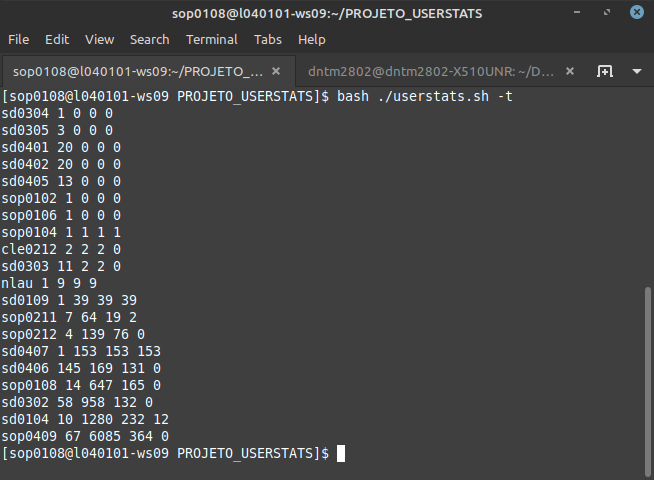 sop0108@l040101-ws09:~/PROJETO_USERSTATS
File Edit View Search Terminal Tabs Help
sop0108@l040101-ws09:~/PROJETO_... × dntm2802@dntm2802-X510UNR: ~/D... ×
[sop0108@l040101-ws09 PROJETO_USERSTATS]$ bash ./userstats.sh -t
sd0304 1 0 0 0
sd0305 3 0 0 0
sd0401 20 0 0 0
sd0402 20 0 0 0
sd0405 13 0 0 0
sop0102 1 0 0 0
sop0106 1 0 0 0
sop0104 1 1 1 1
cle0212 2 2 2 0
sd0303 11 2 2 0
nlau 1 9 9 9
sd0109 1 39 39 39
sop0211 7 64 19 2
sop0212 4 139 76 0
sd0407 1 153 153 153
sd0406 145 169 131 0
sop0108 14 647 165 0
sd0302 58 958 132 0
sd0104 10 1280 232 12
sop0409 67 6085 364 0
[sop0108@l040101-ws09 PROJETO_USERSTATS]$